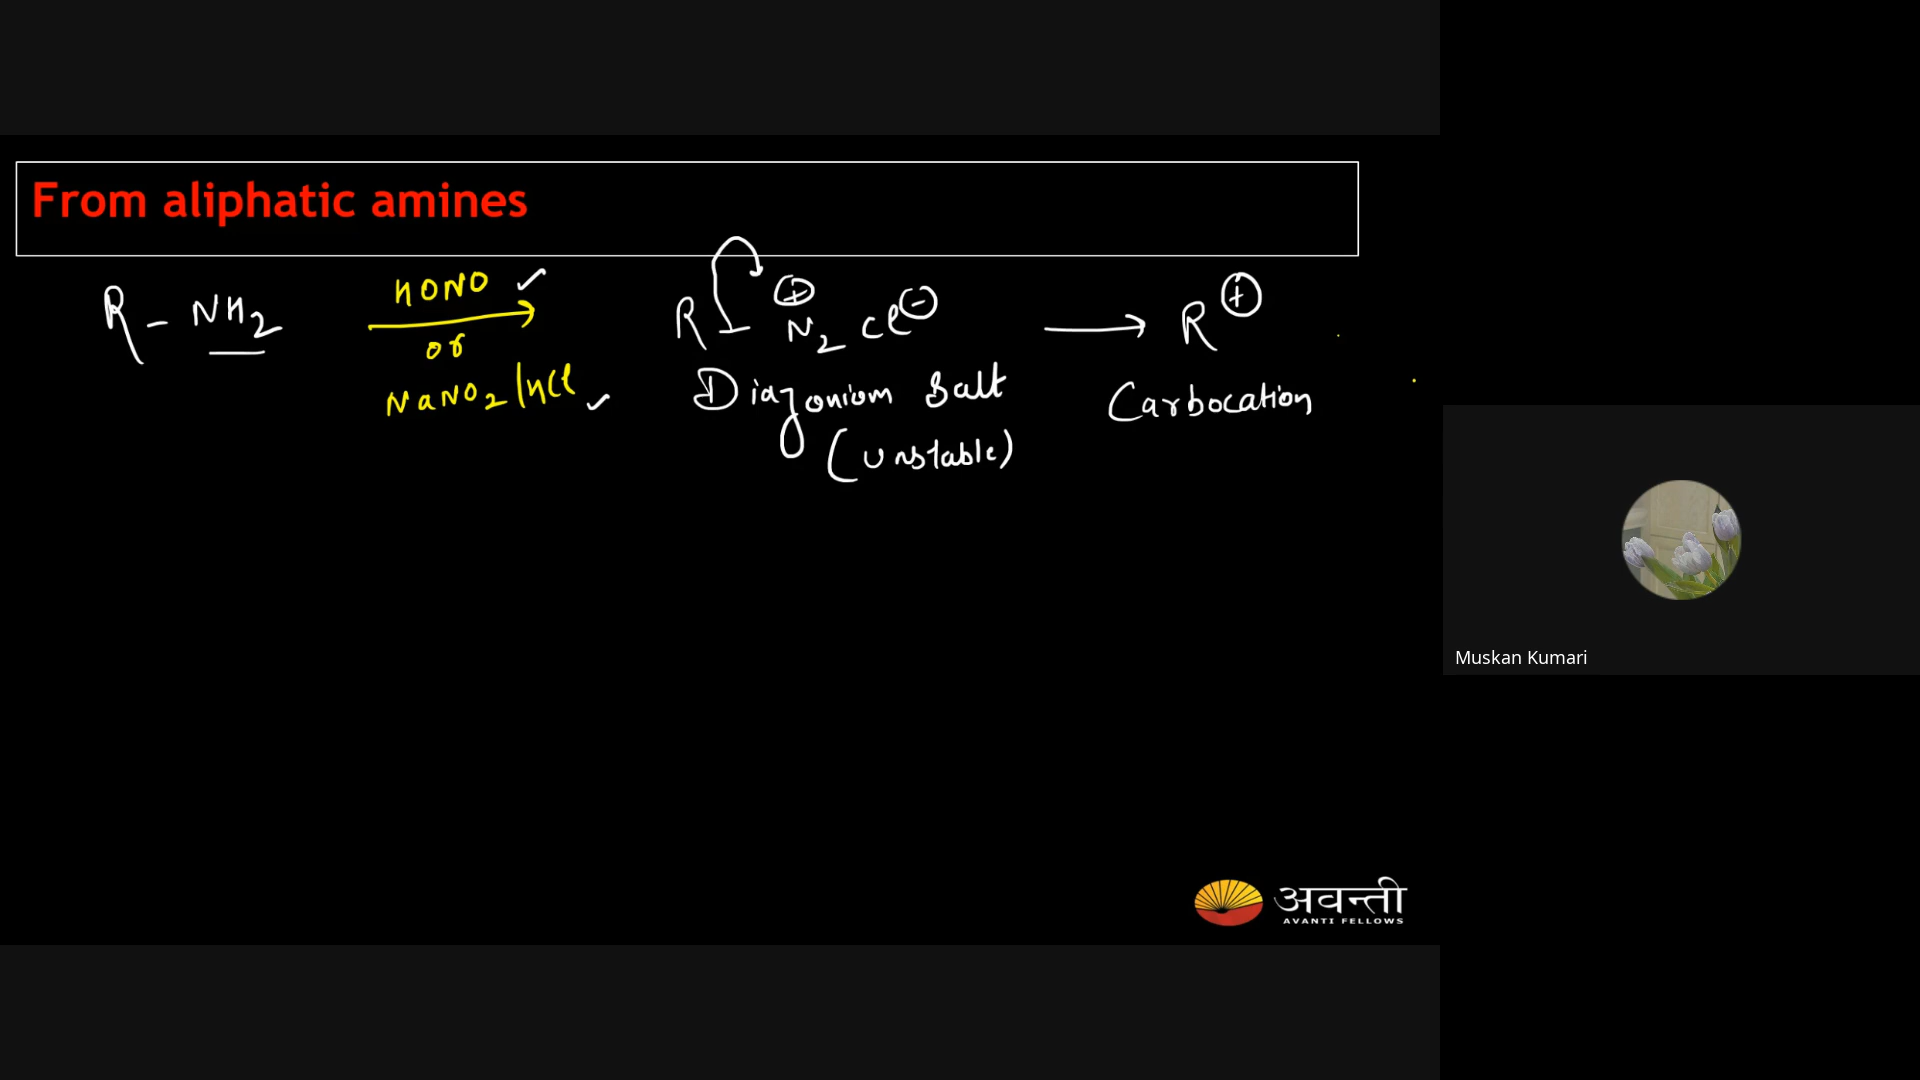 From aliphatic amines
R - NH₂ HONO ✓ R - N₂⊕ Cl⊖ ⟶ R⊕
or
NaNO₂/HCl ✓ Diazonium Salt Carbocation
(unstable)
Muskan Kumari
अवन्ती
AVANTI FELLOWS